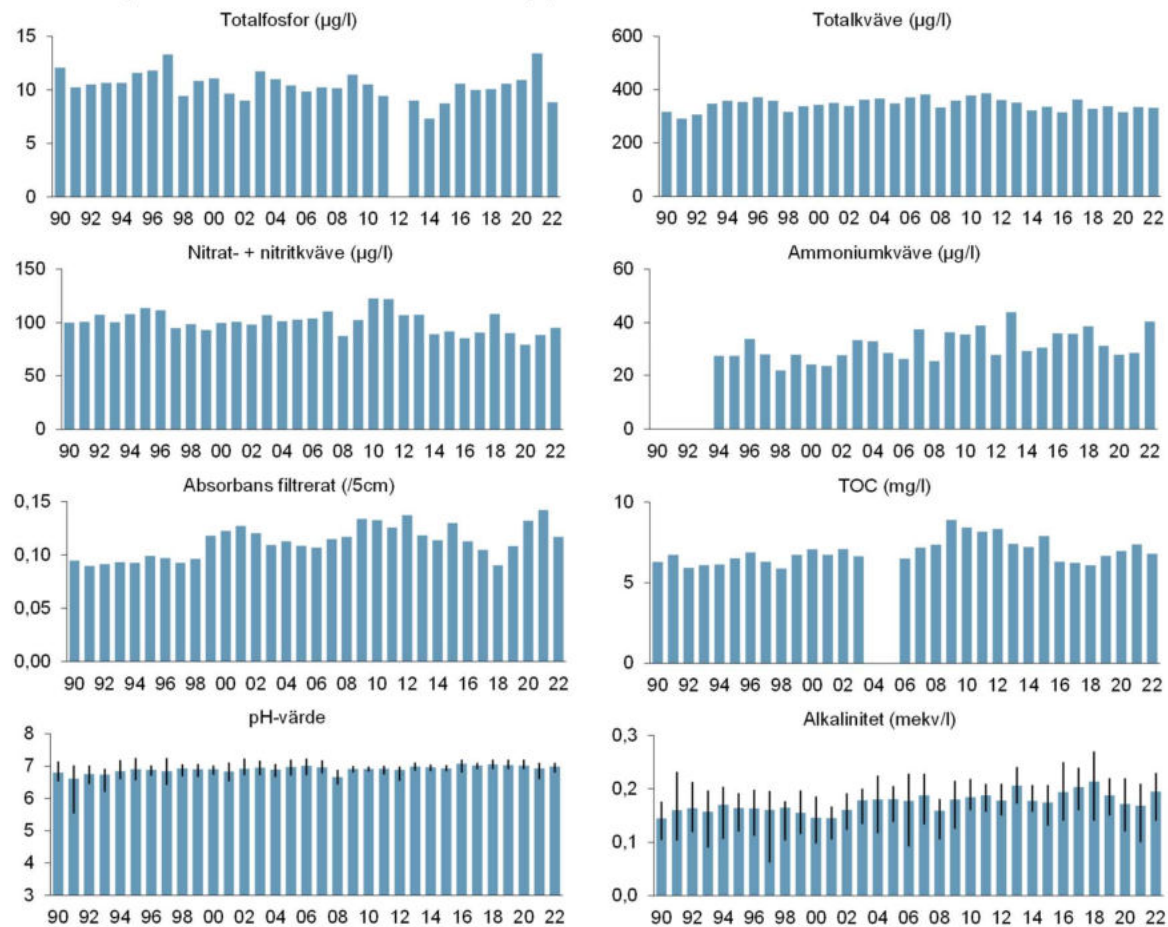 Totalfosfor (µg/l)
15
10
5
0
90 92 94 96 98 00 02 04 06 08 10 12 14 16 18 20 22
Totalkväve (µg/l)
600
400
200
0
90 92 94 96 98 00 02 04 06 08 10 12 14 16 18 20 22
Nitrat- + nitritkväve (µg/l)
150
100
50
0
90 92 94 96 98 00 02 04 06 08 10 12 14 16 18 20 22
Ammoniumkväve (µg/l)
60
40
20
0
90 92 94 96 98 00 02 04 06 08 10 12 14 16 18 20 22
Absorbans filtrerat (/5cm)
0,15
0,10
0,05
0,00
90 92 94 96 98 00 02 04 06 08 10 12 14 16 18 20 22
TOC (mg/l)
10
5
0
90 92 94 96 98 00 02 04 06 08 10 12 14 16 18 20 22
pH-värde
8
7
6
5
4
3
90 92 94 96 98 00 02 04 06 08 10 12 14 16 18 20 22
Alkalinitet (mekv/l)
0,3
0,2
0,1
0,0
90 92 94 96 98 00 02 04 06 08 10 12 14 16 18 20 22